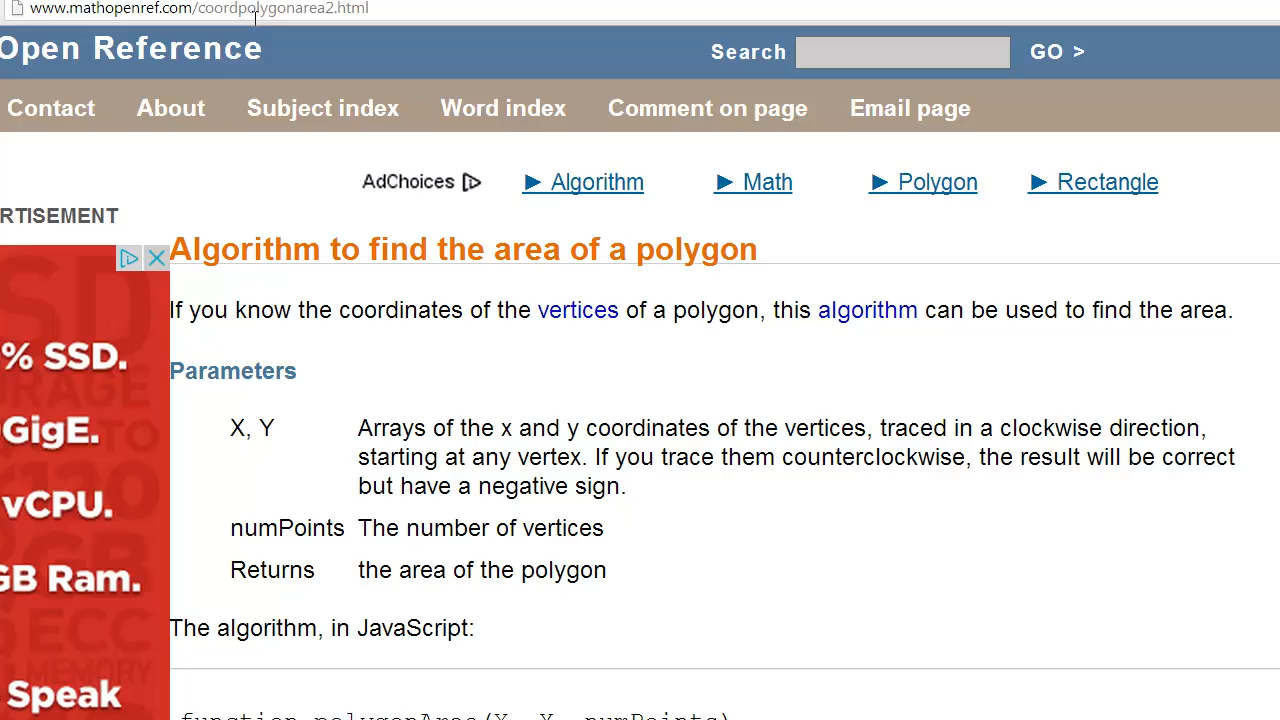 www.mathopenref.com/coordpolygonarea2.html
Open Reference
Search
GO >
Contact About Subject index Word index Comment on page Email page
AdChoices
► Algorithm ► Math ► Polygon ► Rectangle
RTISEMENT
Algorithm to find the area of a polygon
If you know the coordinates of the vertices of a polygon, this algorithm can be used to find the area.
Parameters
X, Y Arrays of the x and y coordinates of the vertices, traced in a clockwise direction,
starting at any vertex. If you trace them counterclockwise, the result will be correct
but have a negative sign.
numPoints The number of vertices
Returns the area of the polygon
The algorithm, in JavaScript:
function polygonArea(X, Y, numPoints)
% SSD.
GigE.
vCPU.
GB Ram.
ECC
MEMORY
Speak